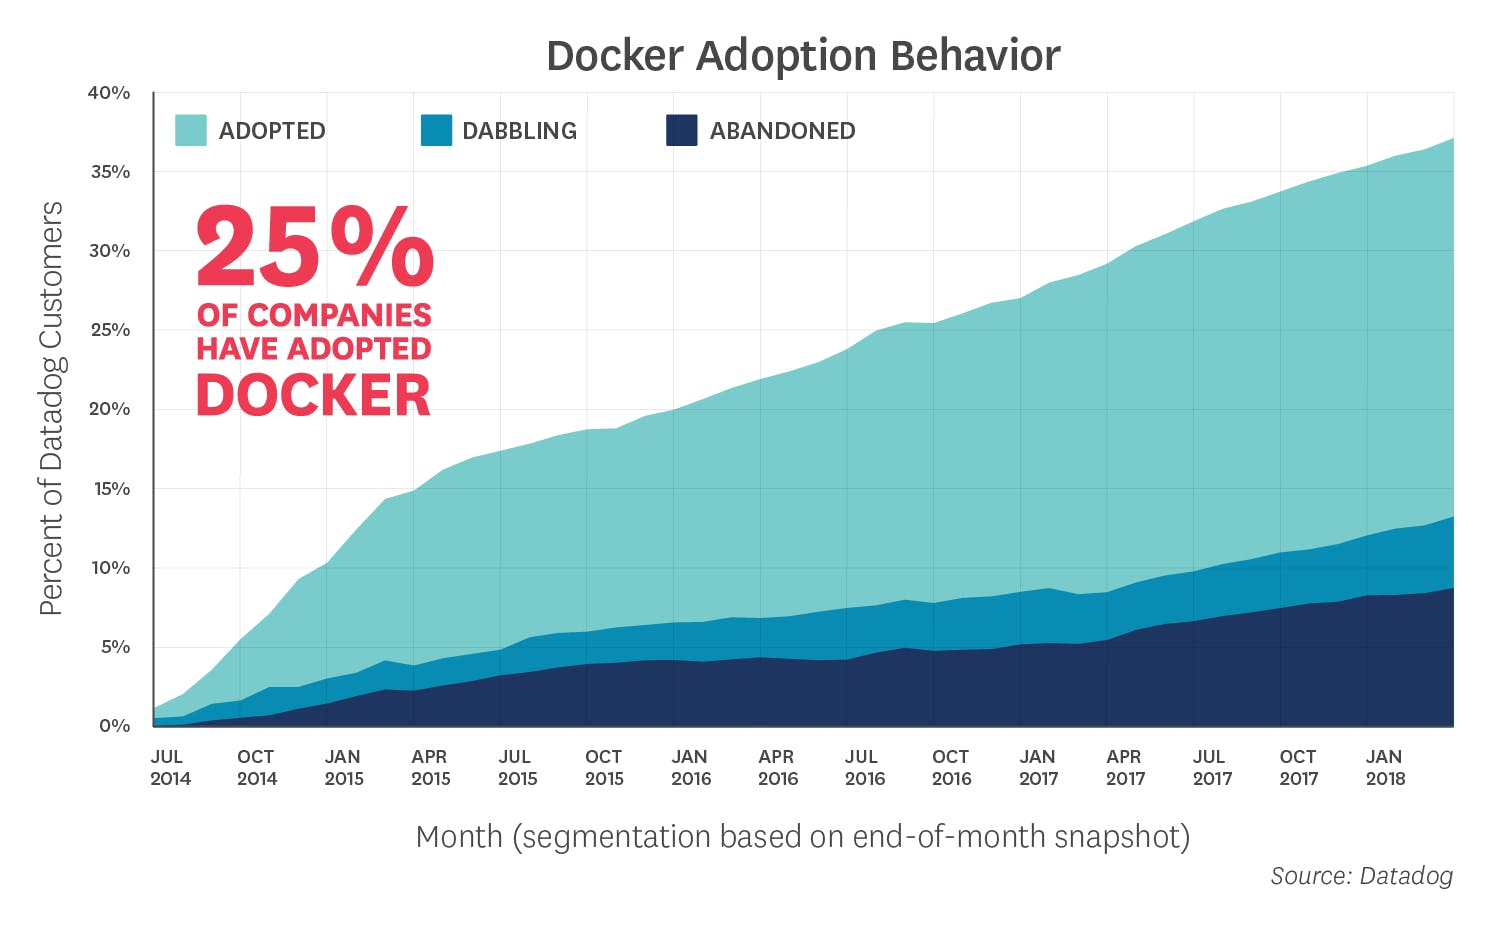 Docker Adoption Behavior
40%
35%
30%
25%
20%
15%
10%
5%
0%
Percent of Datadog Customers
ADOPTED DABBLING ABANDONED
25%
OF COMPANIES
HAVE ADOPTED
DOCKER
JUL OCT JAN APR JUL OCT JAN APR JUL OCT JAN APR JUL OCT JAN
2014 2014 2015 2015 2015 2015 2016 2016 2016 2016 2017 2017 2017 2017 2018
Month (segmentation based on end-of-month snapshot)
Source: Datadog